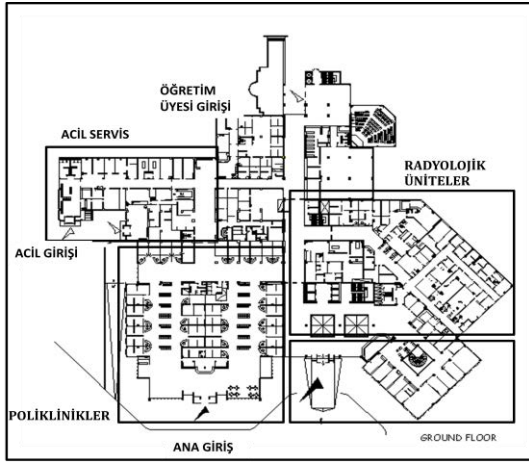 ÖĞRETİM
ÜYESİ GİRİŞİ
ACİL SERVİS
RADYOLOJİK
ÜNİTELER
ACİL GİRİŞİ
POLİKLİNİKLER
ANA GİRİŞ
GROUND FLOOR